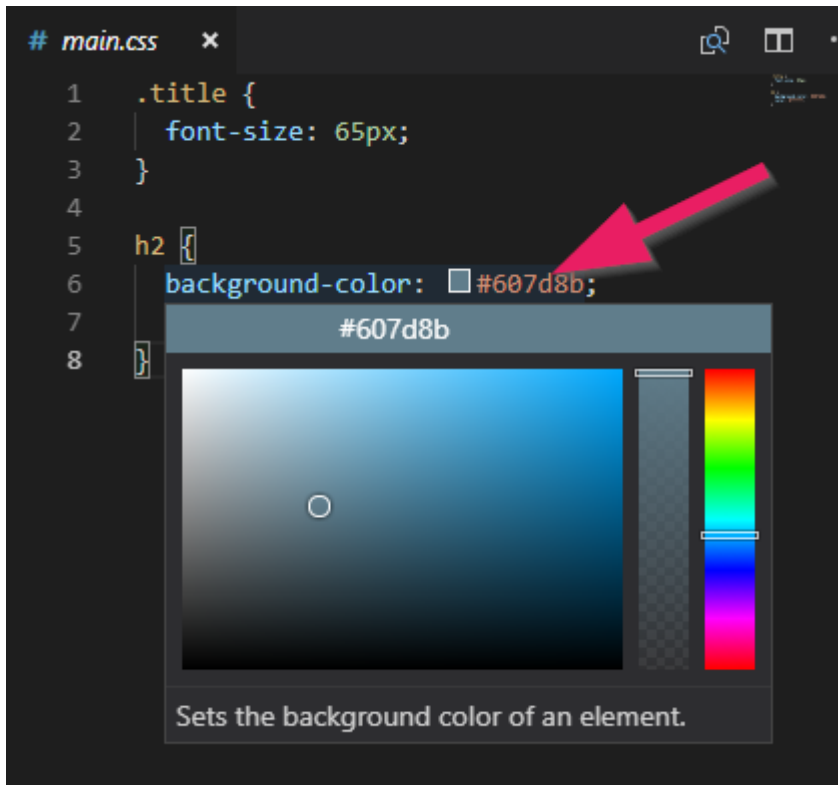 # main.css ×
1 .title {
2 font-size: 65px;
3 }
4
5 h2 {
6 background-color: #607d8b;
7
#607d8b
8 }
Sets the background color of an element.